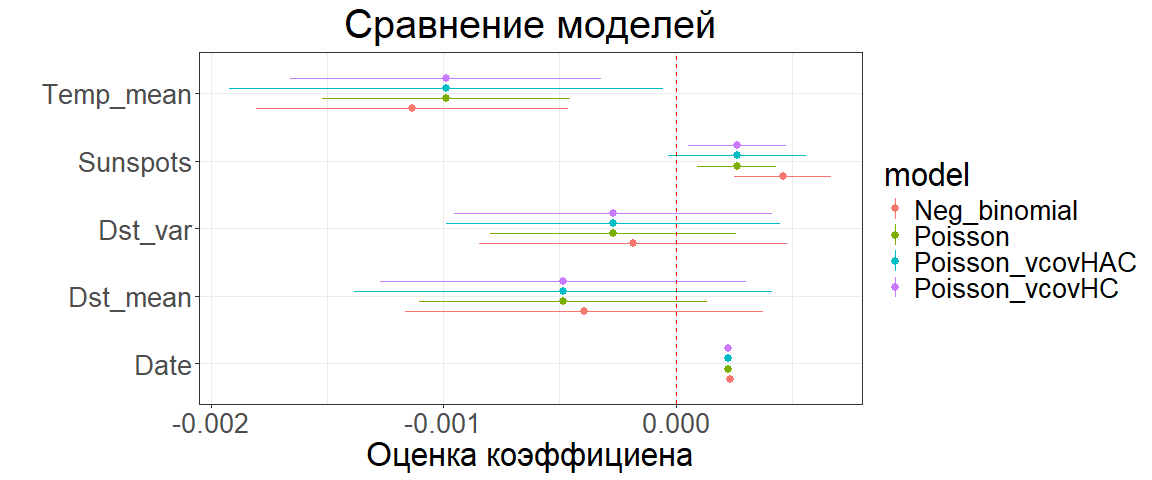 Сравнение моделей
Temp_mean
Sunspots
Dst_var
Dst_mean
Date
-0.002
-0.001
0.000
Оценка коэффициена
model
Neg_binomial
Poisson
Poisson_vcovHAC
Poisson_vcovHC